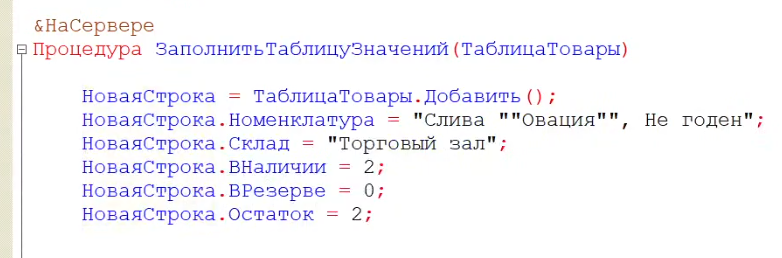 &НаСервере
Процедура ЗаполнитьТаблицуЗначений(ТаблицаТовары)
НоваяСтрока = ТаблицаТовары.Добавить();
НоваяСтрока.Номенклатура = "Слива ""Овация"", Не годен";
НоваяСтрока.Склад = "Торговый зал";
НоваяСтрока.ВНаличии = 2;
НоваяСтрока.ВРезерве = 0;
НоваяСтрока.Остаток = 2;